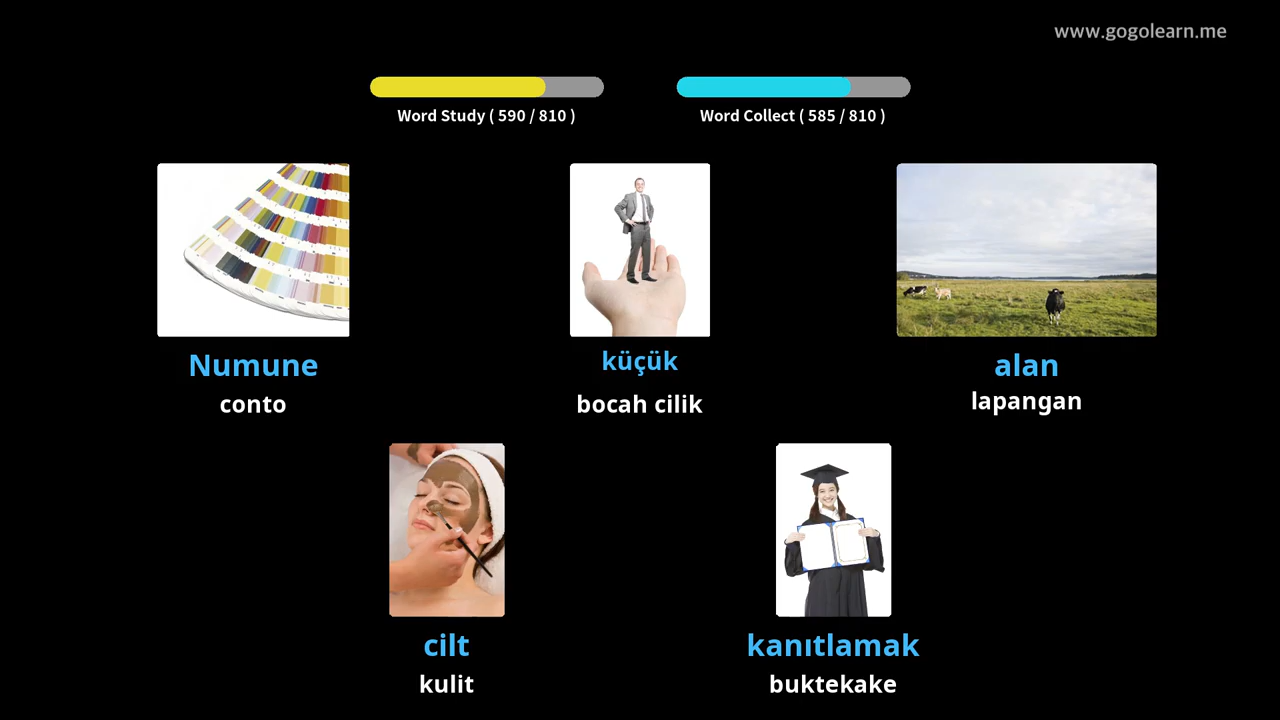 www.gogolearn.me
Word Study ( 590 / 810 )
Word Collect ( 585 / 810 )
Numune
conto
küçük
bocah cilik
alan
lapangan
cilt
kulit
kanıtlamak
buktekake